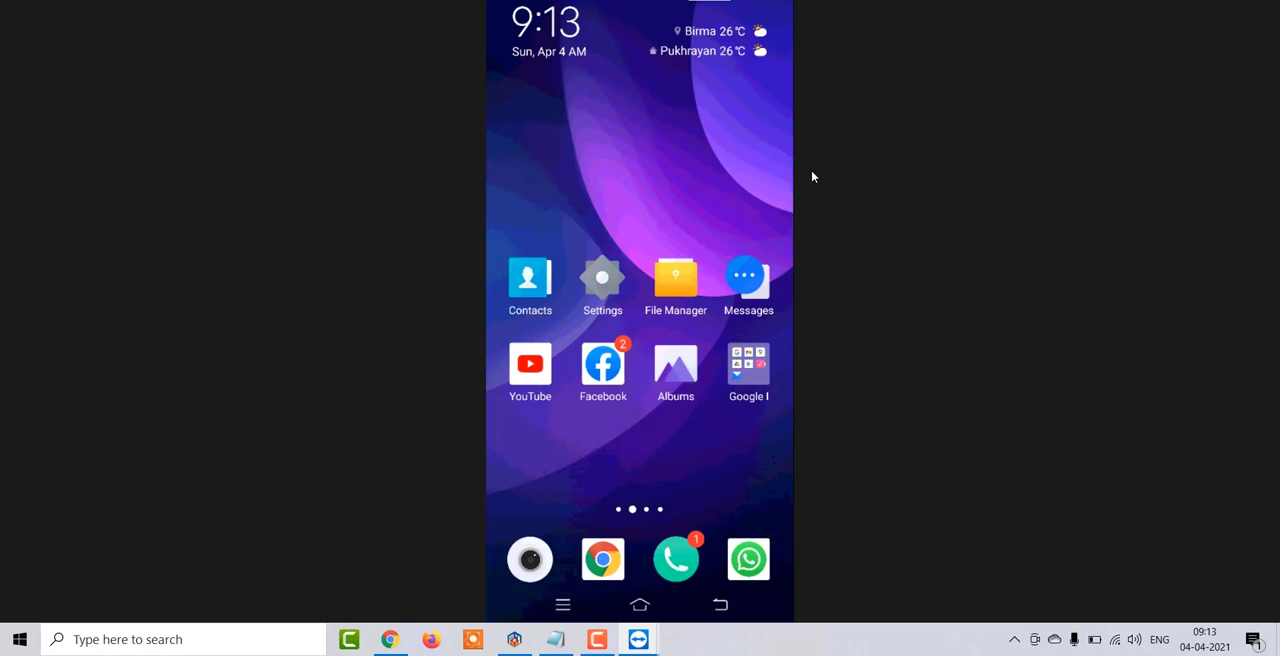 9:13
Birma 26℃
Sun, Apr 4 AM
Pukhrayan 26℃
Contacts
Settings
File Manager
Messages
2
YouTube
Facebook
Albums
Google I
1
Type here to search
ENG
09:13
04-04-2021
1